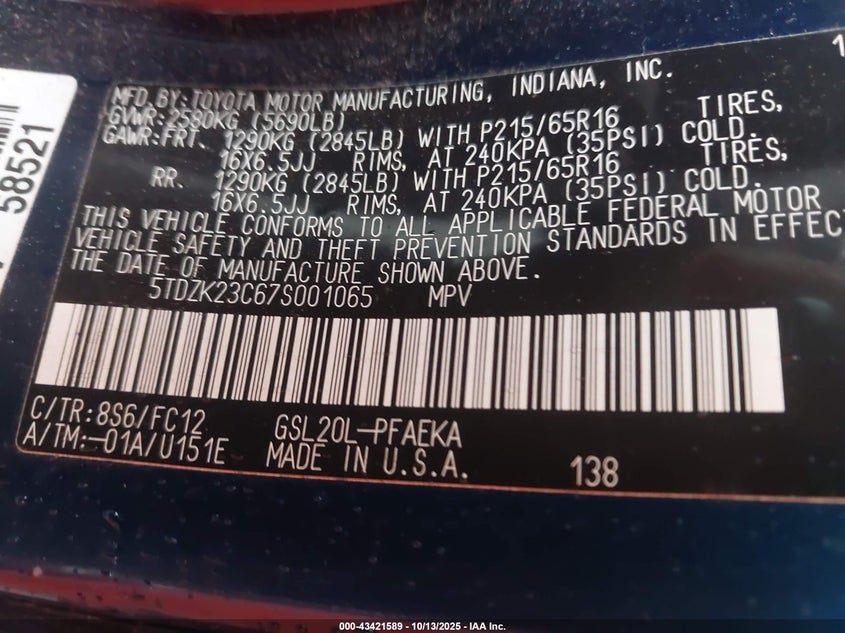 58521
1
MFD.BY:TOYOTA MOTOR MANUFACTURING, INDIANA, INC.
GVWR:2580KG (5690LB)
GAWR:FRT. 1290KG (2845LB) WITH P215/65R16 TIRES,
16X6.5JJ RIMS, AT 240KPA (35PSI) COLD.
RR. 1290KG (2845LB) WITH P215/65R16 TIRES,
16X6.5JJ RIMS, AT 240KPA (35PSI) COLD.
THIS VEHICLE CONFORMS TO ALL APPLICABLE FEDERAL MOTOR
VEHICLE SAFETY AND THEFT PREVENTION STANDARDS IN EFFEC
THE DATE OF MANUFACTURE SHOWN ABOVE.
5TDZK23C67S001065 MPV
C/TR:8S6/FC12 GSL20L-PFAEKA
A/TM:-01A/U151E MADE IN U.S.A. 138
000-43421589 - 10/13/2025 - IAA Inc.